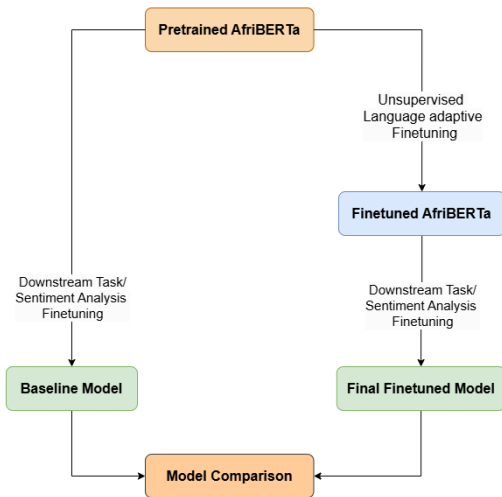 Pretrained AfriBERTa
Unsupervised
Language adaptive
Finetuning
Finetuned AfriBERTa
Downstream Task/
Sentiment Analysis
Finetuning
Downstream Task/
Sentiment Analysis
Finetuning
Baseline Model
Final Finetuned Model
Model Comparison